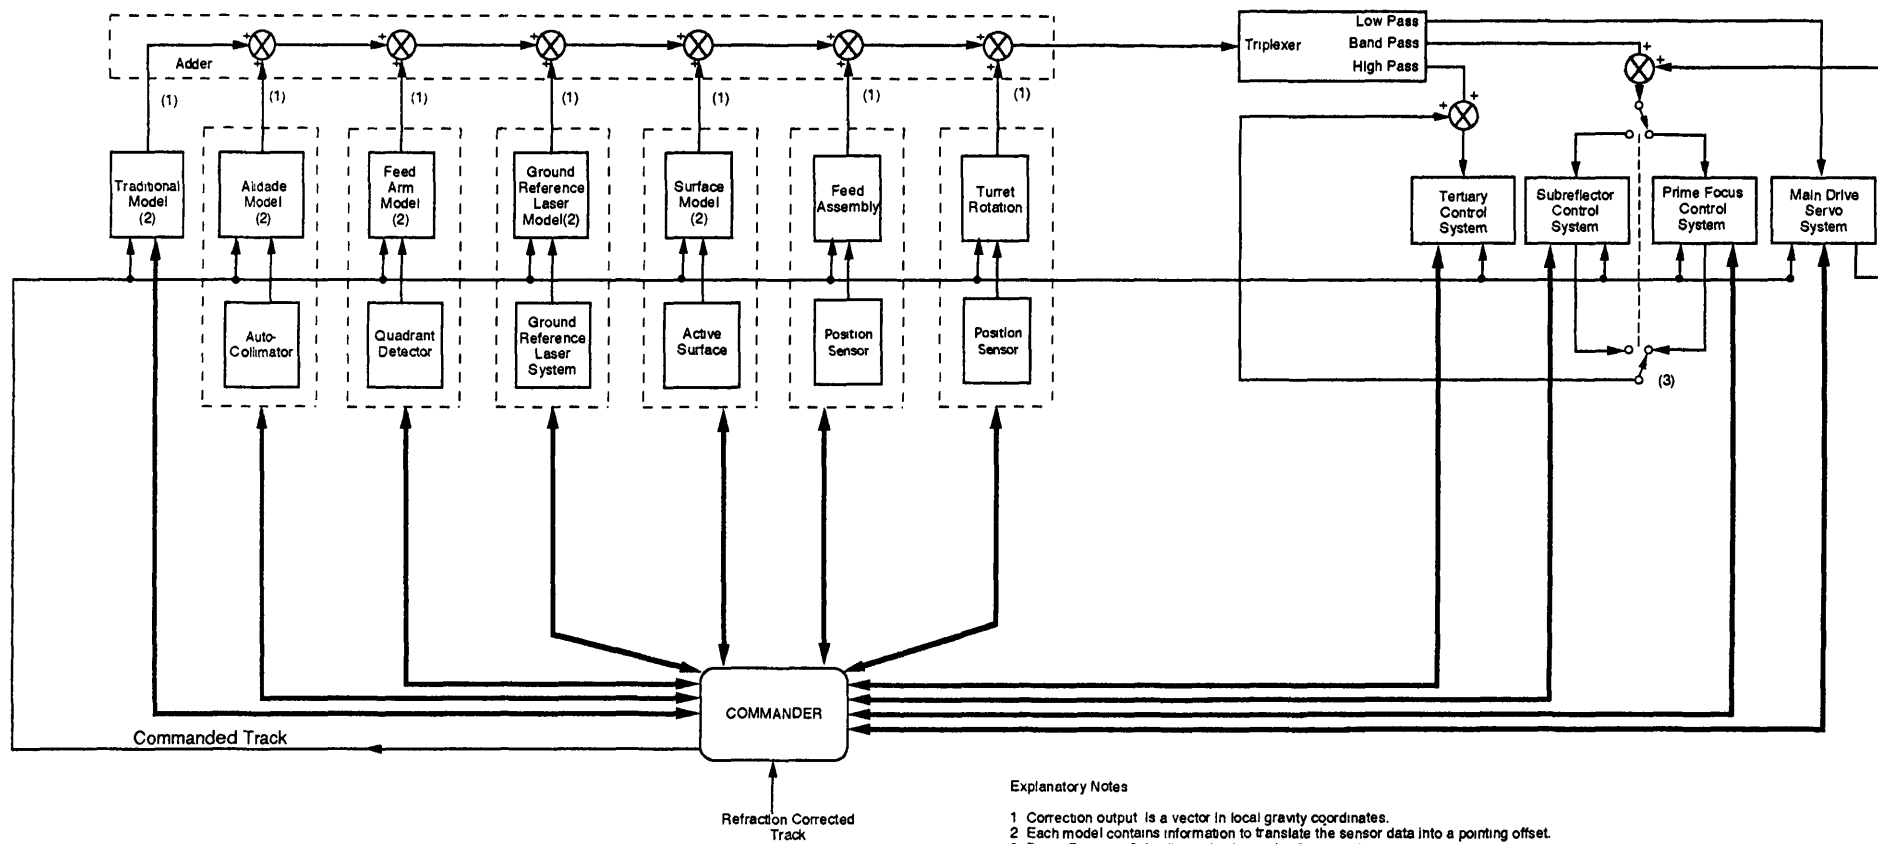 Adder
(1)
(1)
(1)
(1)
(1)
(1)
(1)
Triplexer
Low Pass
Band Pass
High Pass
Traditional
Model
(2)
Alidade
Model
(2)
Feed
Arm
Model
(2)
Ground
Reference
Laser
Model(2)
Surface
Model
(2)
Feed
Assembly
Turret
Rotation
Tertiary
Control
System
Subreflector
Control
System
Prime Focus
Control
System
Main Drive
Servo
System
Auto-
Collimator
Quadrant
Detector
Ground
Reference
Laser
System
Active
Surface
Position
Sensor
Position
Sensor
(3)
COMMANDER
Commanded Track
Refraction Corrected
Track
Explanatory Notes
1 Correction output is a vector in local gravity coordinates.
2 Each model contains information to translate the sensor data into a pointing offset.